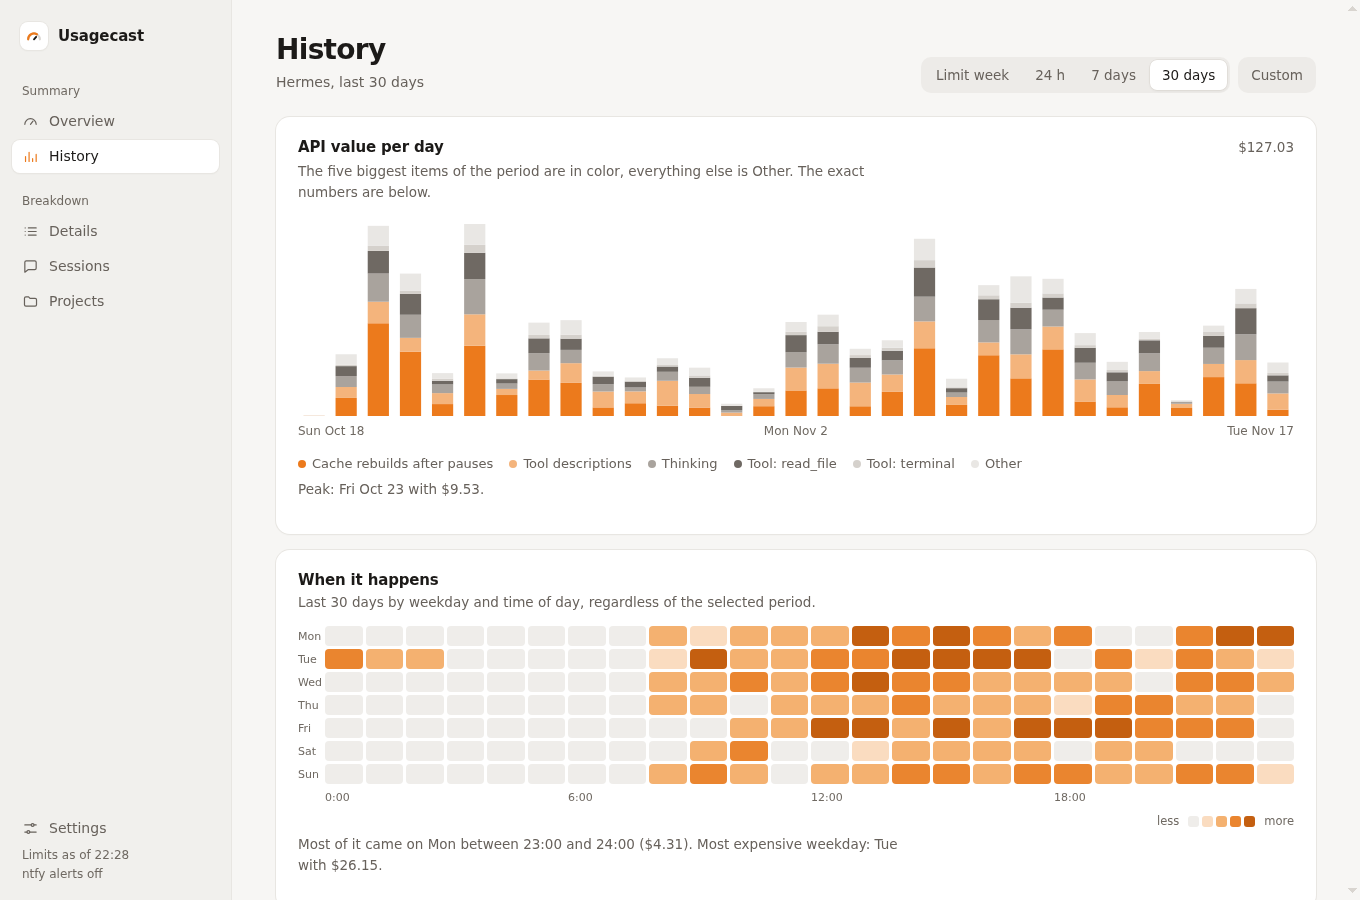 Usagecast
Summary
Overview
History
Breakdown
Details
Sessions
Projects
Settings
Limits as of 22:28
ntfy alerts off
History
Hermes, last 30 days
Limit week 24 h 7 days 30 days Custom
API value per day $127.03
The five biggest items of the period are in color, everything else is Other. The exact
numbers are below.
Sun Oct 18 Mon Nov 2 Tue Nov 17
Cache rebuilds after pauses Tool descriptions Thinking Tool: read_file Tool: terminal Other
Peak: Fri Oct 23 with $9.53.
When it happens
Last 30 days by weekday and time of day, regardless of the selected period.
Mon
Tue
Wed
Thu
Fri
Sat
Sun
0:00 6:00 12:00 18:00
less more
Most of it came on Mon between 23:00 and 24:00 ($4.31). Most expensive weekday: Tue
with $26.15.